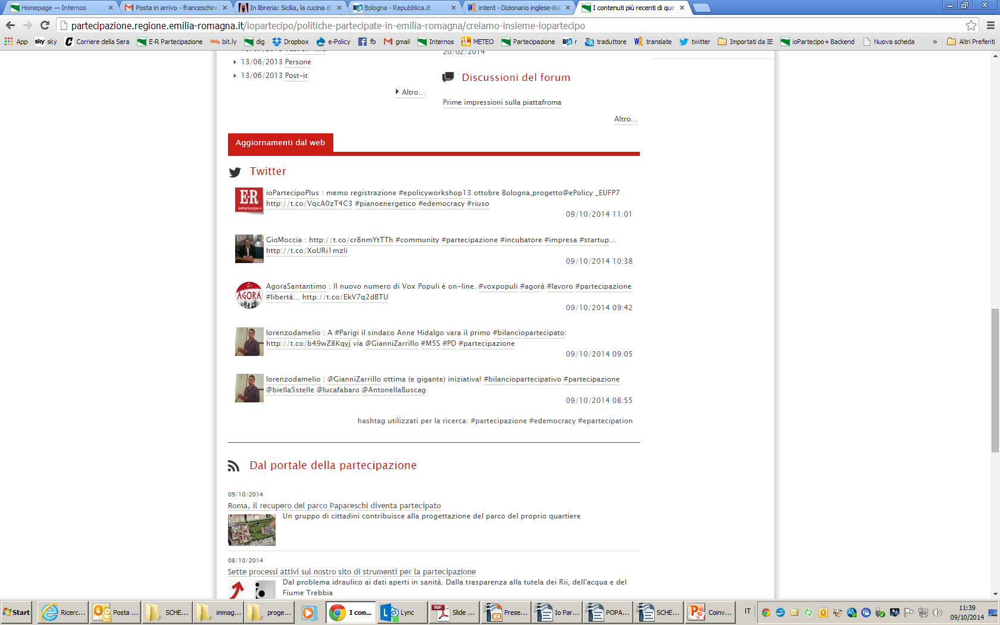 Homepage — Internos
Posta in arrivo - franceschini
In libreria: Sicilia, la cucina di
Bologna - Repubblica.it
intent - Dizionario inglese-ital
I contenuti più recenti di que
partecipazione.regione.emilia-romagna.it/iopartecipo/politiche-partecipate-in-emilia-romagna/creiamo-insieme-iopartecipo
App sky sky Corriere della Sera E-R Partecipazione bitly bit.ly dig Dropbox e-Policy fb gmail Internos METEO Partecipazione r traduttore translate twitter Importati da IE ioPartecipo+Backend Nuova scheda » Altri Preferiti
13/06/2013 Persone
13/06/2013 Post-it
Altro...
20/02/2014
Discussioni del forum
Prime impressioni sulla piattafroma
Altro...
Aggiornamenti dal web
Twitter
E-R
ioPartecipo+
ioPartecipoPlus : memo registrazione #epolicyworkshop13 ottobre Bologna,progetto@ePolicy _EUFP7
http://t.co/VqcA0zT4C3 #pianoenergetico #edemocracy #riuso
09/10/2014 11:01
GioMoccia : http://t.co/cr8nmYtTTh #community #partecipazione #incubatore #impresa #startup...
http://t.co/XoURi1mzli
09/10/2014 10:38
AGORÀ
AgoraSantantimo : Il nuovo numero di Vox Populi è on-line. #voxpopuli #agorà #lavoro #partecipazione
#libertà... http://t.co/EkV7q2dBTU
09/10/2014 09:42
lorenzodamelio : A #Parigi il sindaco Anne Hidalgo vara il primo #bilanciopartecipato:
http://t.co/b49wZ8Kqyj via @GianniZarrillo #M5S #PD #partecipazione
09/10/2014 09:05
lorenzodamelio : @GianniZarrillo ottima (e gigante) iniziativa! #bilanciopartecipativo #partecipazione
@biella5stelle @lucafabaro @AntonellaBuscag
09/10/2014 08:55
hashtag utilizzati per la ricerca: #partecipazione #edemocracy #epartecipation
Dal portale della partecipazione
09/10/2014
Roma, il recupero del parco Papareschi diventa partecipato
Un gruppo di cittadini contribuisce alla progettazione del parco del proprio quartiere
08/10/2014
Sette processi attivi sul nostro sito di strumenti per la partecipazione
Dal problema idraulico ai dati aperti in sanità. Dalla trasparenza alla tutela dei Rii, dell'acqua e del
Fiume Trebbia
Start Ricerc... Posta ... SCHE... immag... proge... I con... Lync Slide ... Prese... Io Par... POPA... SCHE... Coinv... IT 11:39
09/10/2014